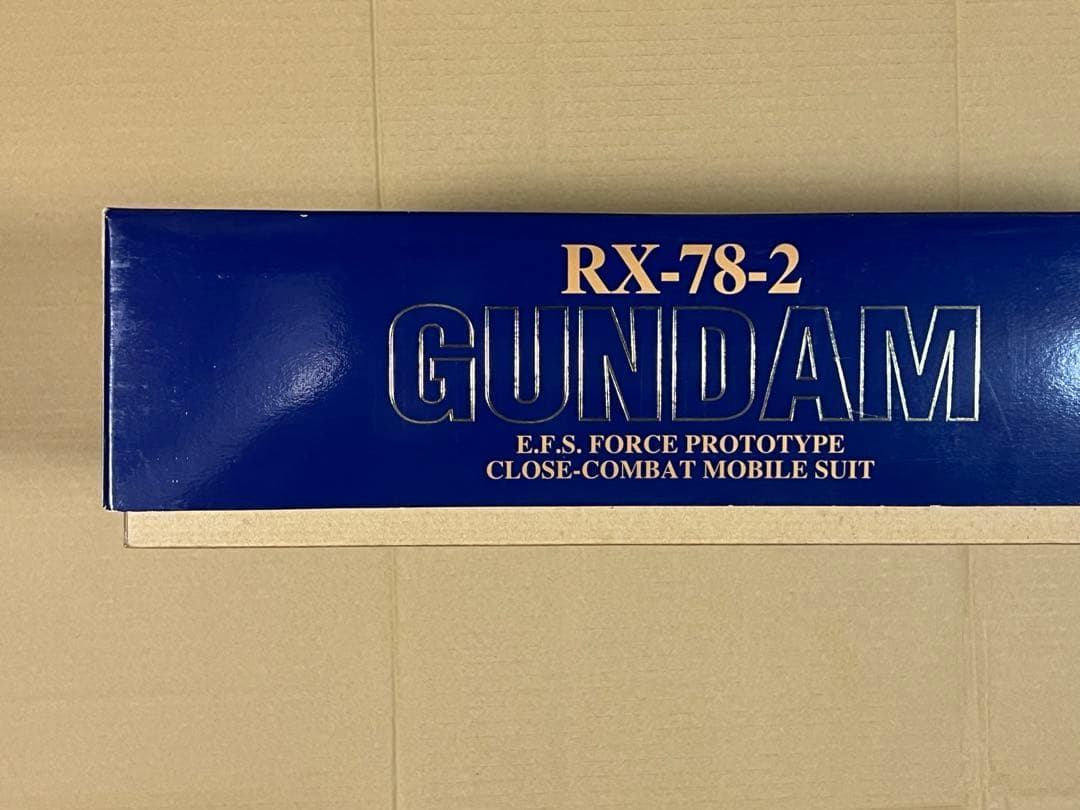 RX-78-2
GUNDAM
E.F.S. FORCE PROTOTYPE
CLOSE-COMBAT MOBILE SUIT